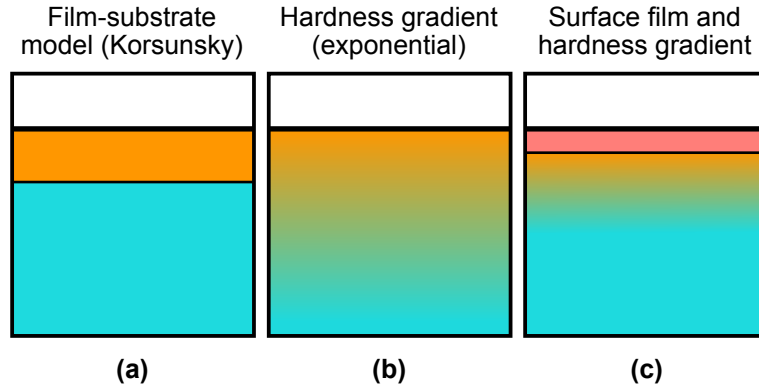 Film-substrate
model (Korsunsky)
Hardness gradient
(exponential)
Surface film and
hardness gradient
(a)
(b)
(c)